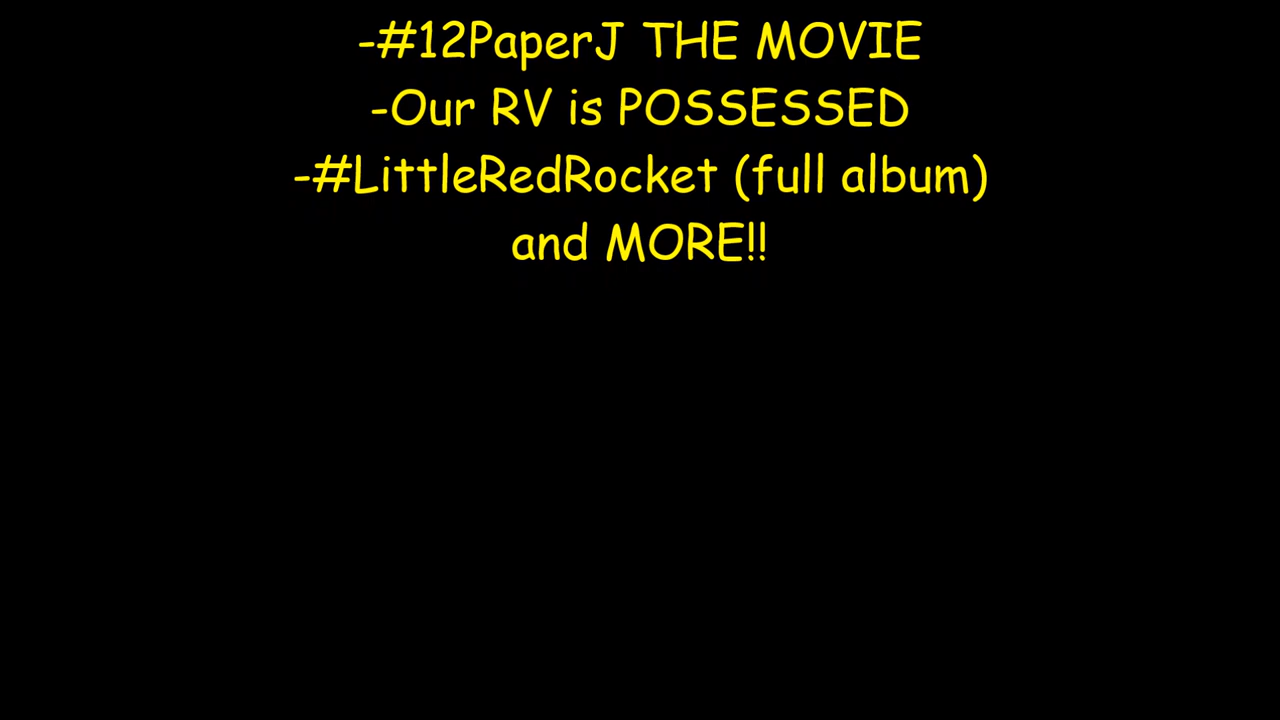 -#12PaperJ THE MOVIE
-Our RV is POSSESSED
-#LittleRedRocket (full album)
and MORE!!